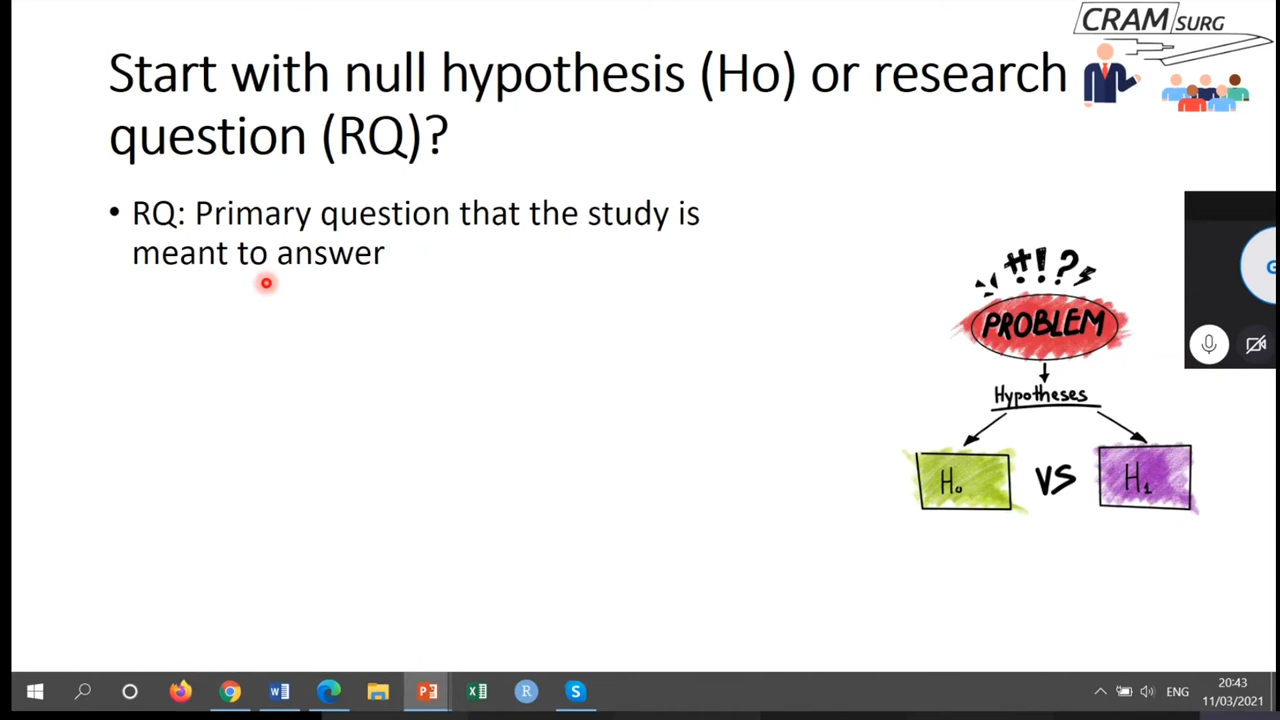 CRAM SURG
Start with null hypothesis (Ho) or research
question (RQ)?
• RQ: Primary question that the study is
meant to answer
#!?
PROBLEM
Hypotheses
H₀ VS H₁
ENG
20:43
11/03/2021